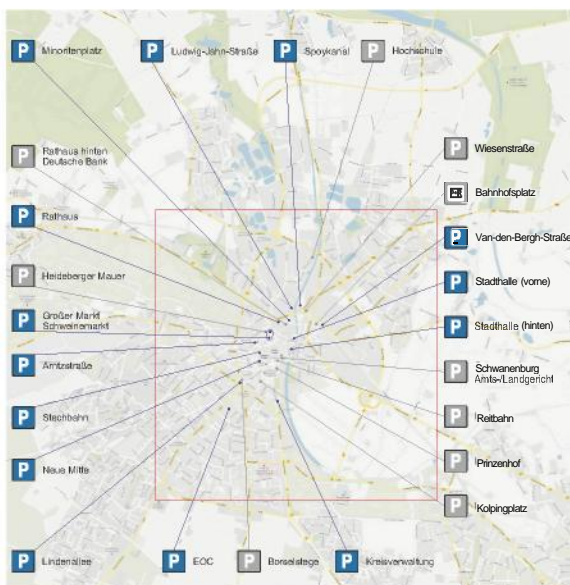 P Minoritenplatz
P Ludwig-Jahn-Straße
P Spoykanal
P Hochschule
P Rathaus hinten
Deutsche Bank
P Rathaus
P Heideberger Mauer
P Großer Markt
Schweinemarkt
P Arntzstraße
P Stechbahn
P Neue Mitte
P Lindenallee
P EOC
P Borselstege
P Kreisverwaltung
P Wiesenstraße
Bahnhofsplatz
P Van-den-Bergh-Straße
P Stadthalle (vorne)
P Stadthalle (hinten)
P Schwanenburg
Amts-/Landgericht
P Reitbahn
P Prinzenhof
P Kolpingplatz